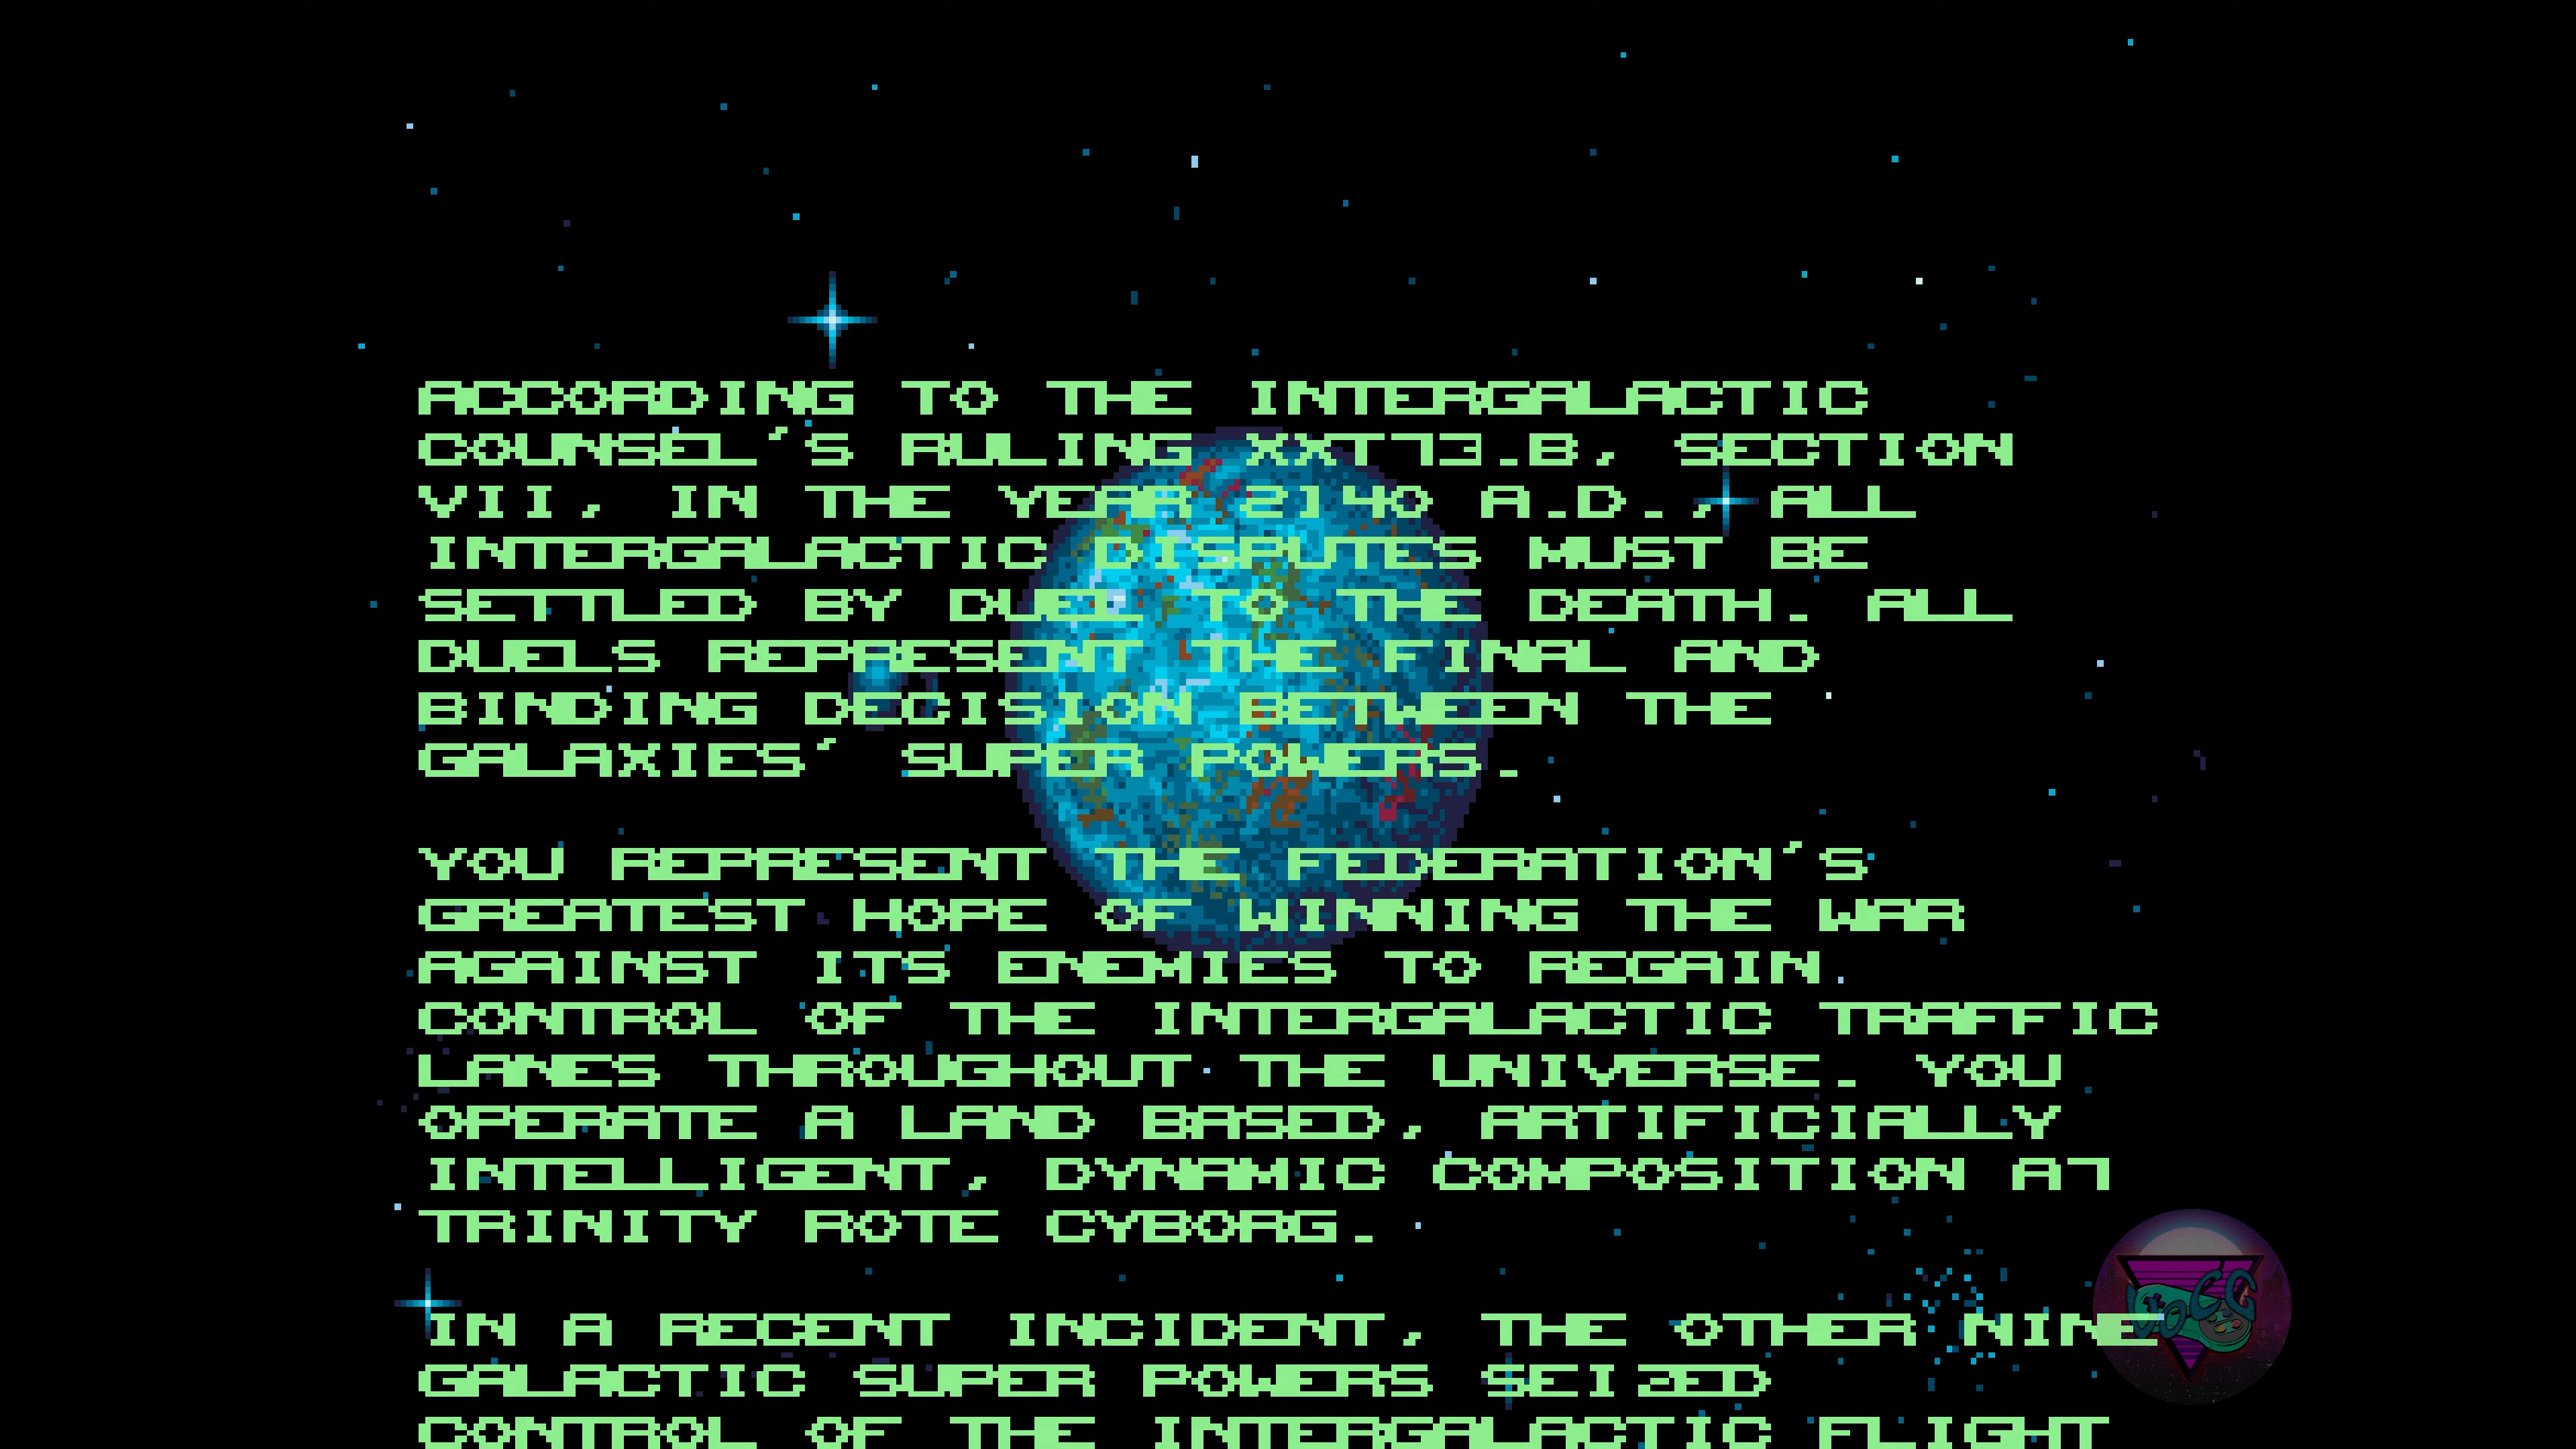 ACCORDING TO THE INTERGALACTIC
COUNSEL'S RULING XXT73.B, SECTION
VII, IN THE YEAR 2140 A.D., ALL
INTERGALACTIC DISPUTES MUST BE
SETTLED BY DUEL TO THE DEATH. ALL
DUELS REPRESENT THE FINAL AND
BINDING DECISION BETWEEN THE
GALAXIES' SUPER POWERS.
YOU REPRESENT THE FEDERATION'S
GREATEST HOPE OF WINNING THE WAR
AGAINST ITS ENEMIES TO REGAIN
CONTROL OF THE INTERGALACTIC TRAFFIC
LANES THROUGHOUT THE UNIVERSE. YOU
OPERATE A LAND BASED, ARTIFICIALLY
INTELLIGENT, DYNAMIC COMPOSITION A7
TRINITY ROTE CYBORG.
IN A RECENT INCIDENT, THE OTHER NINE
GALACTIC SUPER POWERS SEIZED
CONTROL OF THE INTERGALACTIC FLIGHT